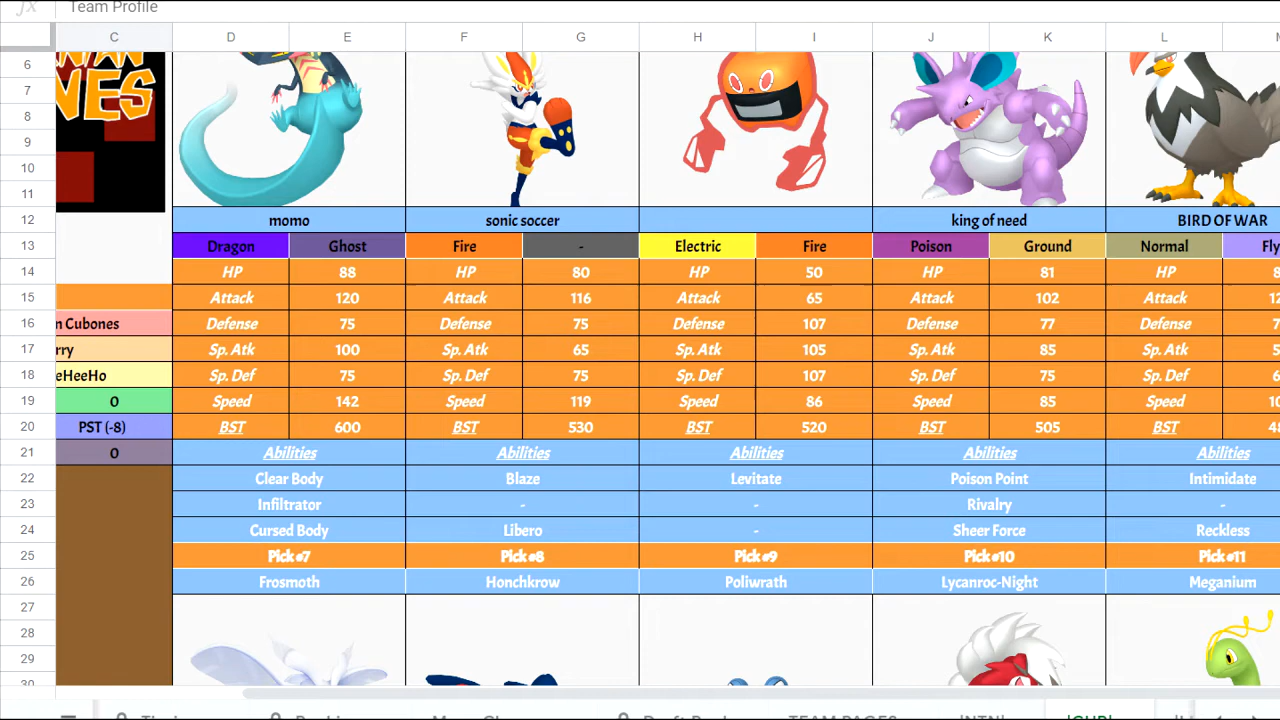 fx Team Profile
C D E F G H I J K L
6
7
8
9
10
11
12 momo sonic soccer king of need BIRD OF WAR
13 Dragon Ghost Fire - Electric Fire Poison Ground Normal
14 HP 88 HP 80 HP 50 HP 81 HP
15 Attack 120 Attack 116 Attack 65 Attack 102 Attack
16 Cubones Defense 75 Defense 75 Defense 107 Defense 77 Defense
17 Sp. Atk 100 Sp. Atk 65 Sp. Atk 105 Sp. Atk 85 Sp. Atk
18 eHeeHo Sp. Def 75 Sp. Def 75 Sp. Def 107 Sp. Def 75 Sp. Def
19 0 Speed 142 Speed 119 Speed 86 Speed 85 Speed
20 PST (-8) BST 600 BST 530 BST 520 BST 505 BST
21 0 Abilities Abilities Abilities Abilities Abilities
22 Clear Body Blaze Levitate Poison Point Intimidate
23 Infiltrator - - Rivalry -
24 Cursed Body Libero - Sheer Force Reckless
25 Pick #7 Pick #8 Pick #9 Pick #10 Pick #11
26 Frosmoth Honchkrow Poliwrath Lycanroc-Night Meganium
27
28
29
30
TEAM PAGES